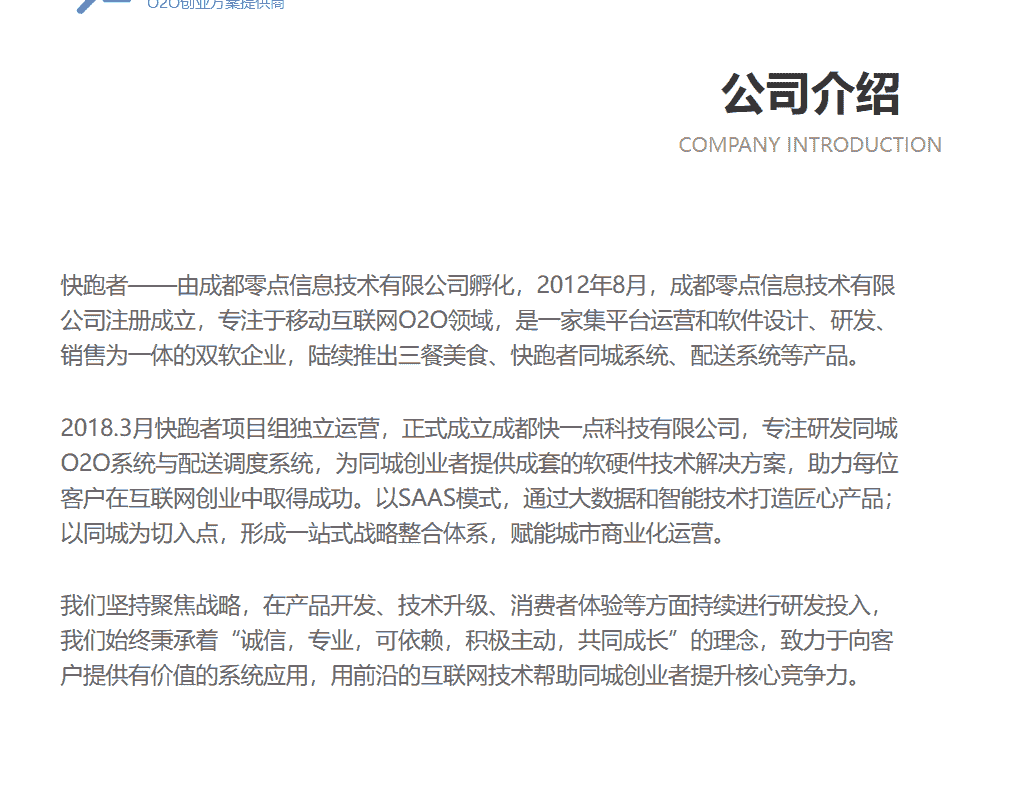 O2O创业方案提供商
公司介绍
COMPANY INTRODUCTION
快跑者——由成都零点信息技术有限公司孵化，2012年8月，成都零点信息技术有限
公司注册成立，专注于移动互联网O2O领域，是一家集平台运营和软件设计、研发、
销售为一体的双软企业，陆续推出三餐美食、快跑者同城系统、配送系统等产品。
2018.3月快跑者项目组独立运营，正式成立成都快一点科技有限公司，专注研发同城
O2O系统与配送调度系统，为同城创业者提供成套的软硬件技术解决方案，助力每位
客户在互联网创业中取得成功。以SAAS模式，通过大数据和智能技术打造匠心产品；
以同城为切入点，形成一站式战略整合体系，赋能城市商业化运营。
我们坚持聚焦战略，在产品开发、技术升级、消费者体验等方面持续进行研发投入，
我们始终秉承着“诚信，专业，可依赖，积极主动，共同成长”的理念，致力于向客
户提供有价值的系统应用，用前沿的互联网技术帮助同城创业者提升核心竞争力。